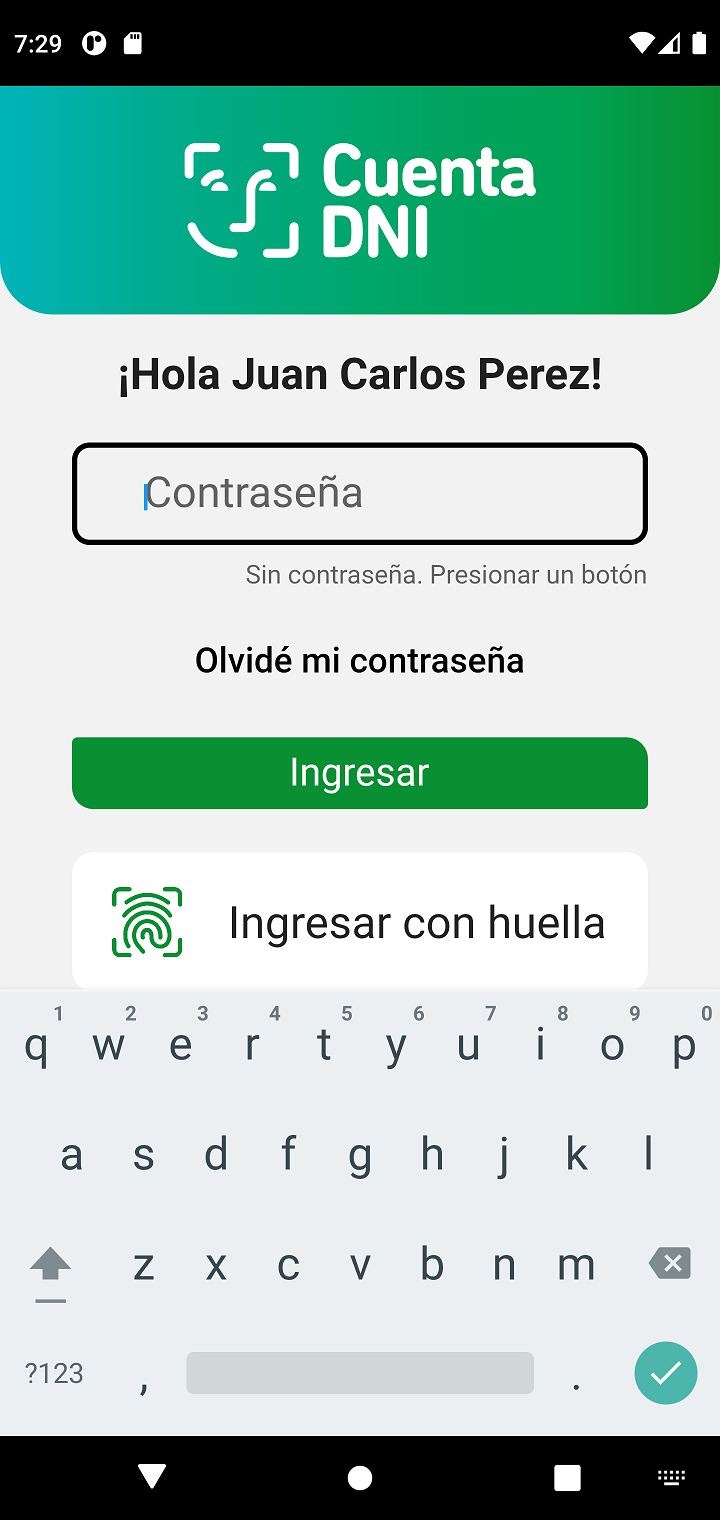 7:29
Cuenta
DNI
¡Hola Juan Carlos Perez!
Contraseña
Sin contraseña. Presionar un botón
Olvidé mi contraseña
Ingresar
Ingresar con huella
1 2 3 4 5 6 7 8 9 0
q w e r t y u i o p
a s d f g h j k l
z x c v b n m
?123 , .